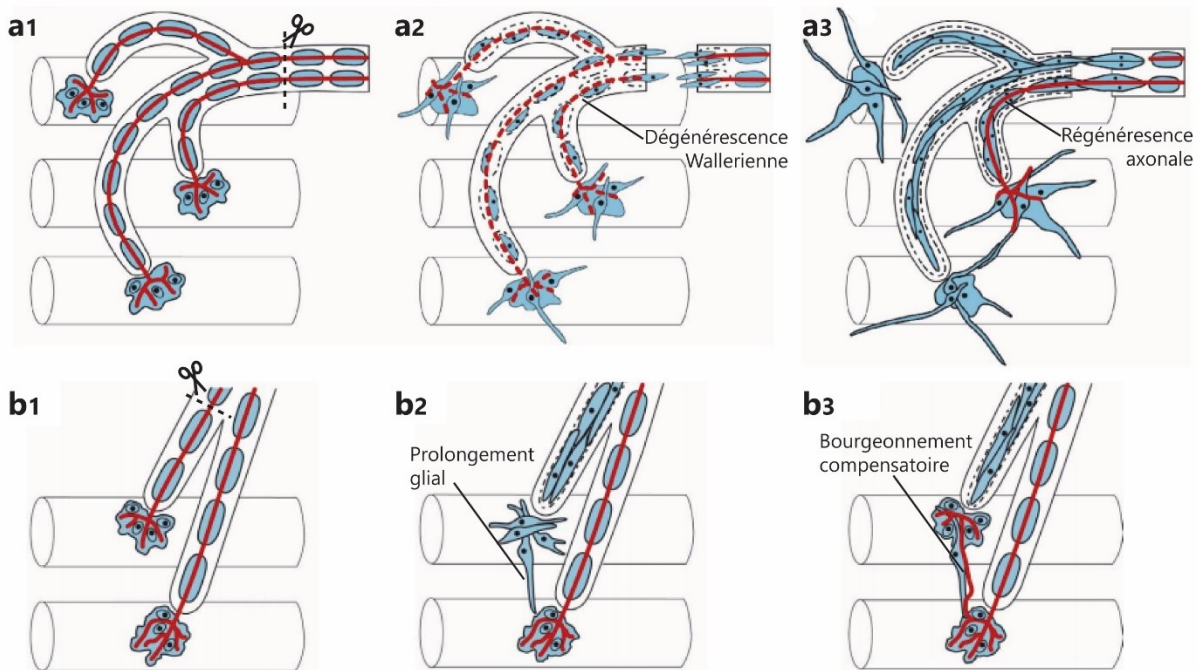 a1
a2
a3
Dégénérescence
Wallerienne
Régéneresence
axonale
b1
b2
b3
Prolongement
glial
Bourgeonnement
compensatoire